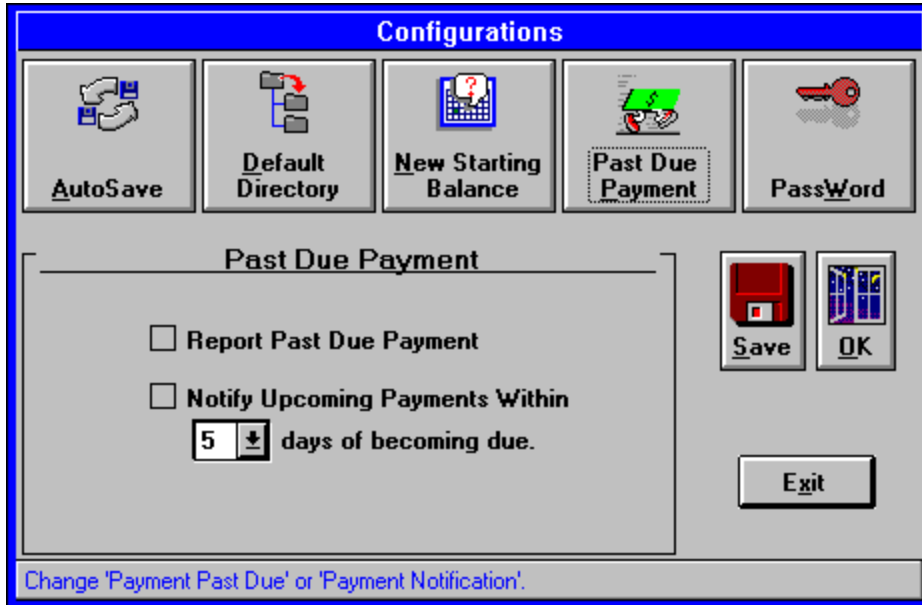 Configurations
AutoSave
Default
Directory
New Starting
Balance
?
$
Past Due
Payment
PassWord
Past Due Payment
Report Past Due Payment
Notify Upcoming Payments Within
5 days of becoming due.
Save
OK
Exit
Change 'Payment Past Due' or 'Payment Notification'.